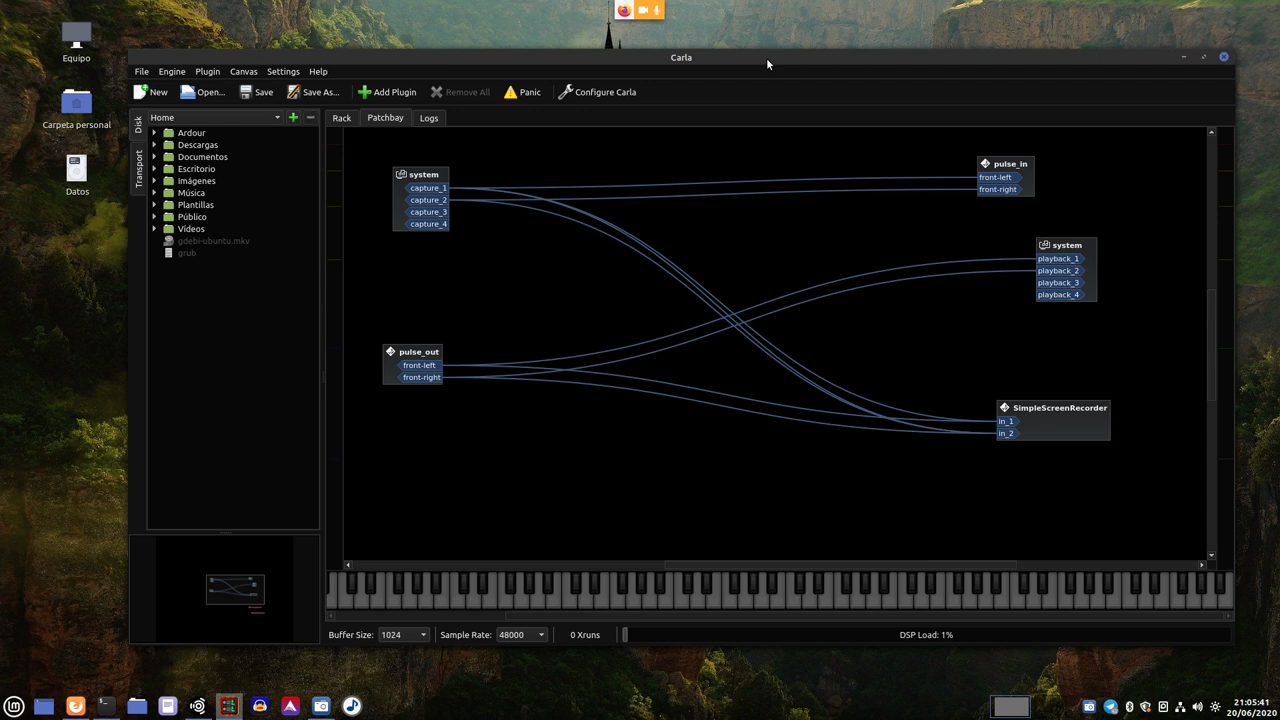 Equipo
Carpeta personal
Datos
Carla
File Engine Plugin Canvas Settings Help
New Open... Save Save As... Add Plugin Remove All Panic Configure Carla
Disk
Transport
Home
Ardour
Descargas
Documentos
Escritorio
Imágenes
Música
Plantillas
Público
Vídeos
gdebi-ubuntu.mkv
grub
Rack Patchbay Logs
system
capture_1
capture_2
capture_3
capture_4
pulse_in
front-left
front-right
system
playback_1
playback_2
playback_3
playback_4
pulse_out
front-left
front-right
SimpleScreenRecorder
in_1
in_2
Buffer Size: 1024 Sample Rate: 48000 0 Xruns DSP Load: 1%
21:05:41
20/06/2020